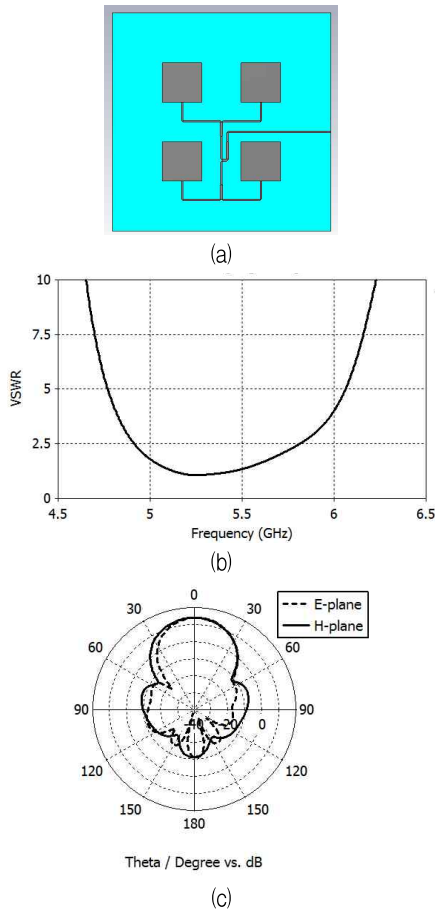 (a)
10
7.5
5
2.5
0
VSWR
4.5 5 5.5 6 6.5
Frequency (GHz)
(b)
E-plane
H-plane
0
30 30
60 60
90 90
-20 0
120 120
150 150
180
Theta / Degree vs. dB
(c)